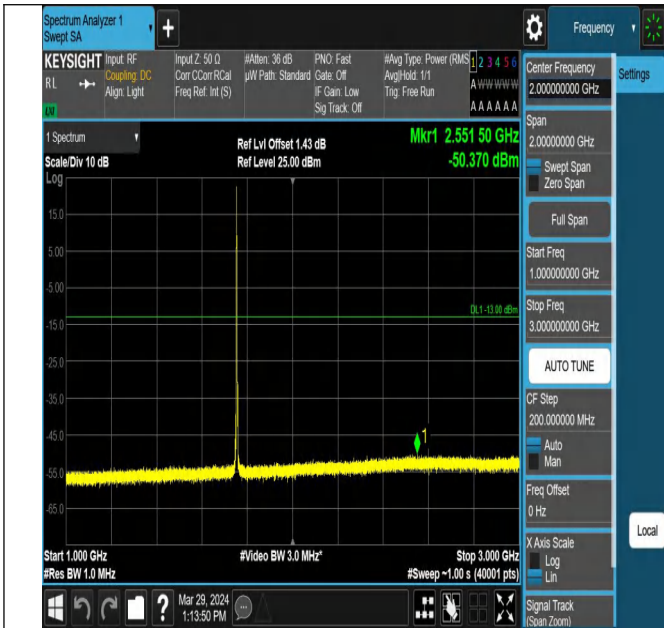 Spectrum Analyzer 1
Swept SA
Frequency
KEYSIGHT
RL
LXI
Input: RF
Coupling: DC
Align: Light
Input Z: 50 Ω
Corr CCorr RCal
Freq Ref: Int (S)
#Atten: 36 dB
µW Path: Standard
PNO: Fast
Gate: Off
IF Gain: Low
Sig Track: Off
#Avg Type: Power (RMS
Avg|Hold: 1/1
Trig: Free Run
1 2 3 4 5 6
A W W W W W
A A A A A A
1 Spectrum
Scale/Div 10 dB
Log
Ref Lvl Offset 1.43 dB
Ref Level 25.00 dBm
Mkr1 2.551 50 GHz
-50.370 dBm
15.0
5.00
-5.00
-15.0
-25.0
-35.0
-45.0
-55.0
-65.0
DL1 -13.00 dBm
1
Start 1.000 GHz
#Res BW 1.0 MHz
#Video BW 3.0 MHz*
Stop 3.000 GHz
#Sweep ~1.00 s (40001 pts)
Mar 29, 2024
1:13:50 PM
Center Frequency
2.00000000 GHz
Settings
Span
2.00000000 GHz
Swept Span
Zero Span
Full Span
Start Freq
1.000000000 GHz
Stop Freq
3.000000000 GHz
AUTO TUNE
CF Step
200.000000 MHz
Auto
Man
Freq Offset
0 Hz
X Axis Scale
Log
Lin
Signal Track
(Span Zoom)
Local